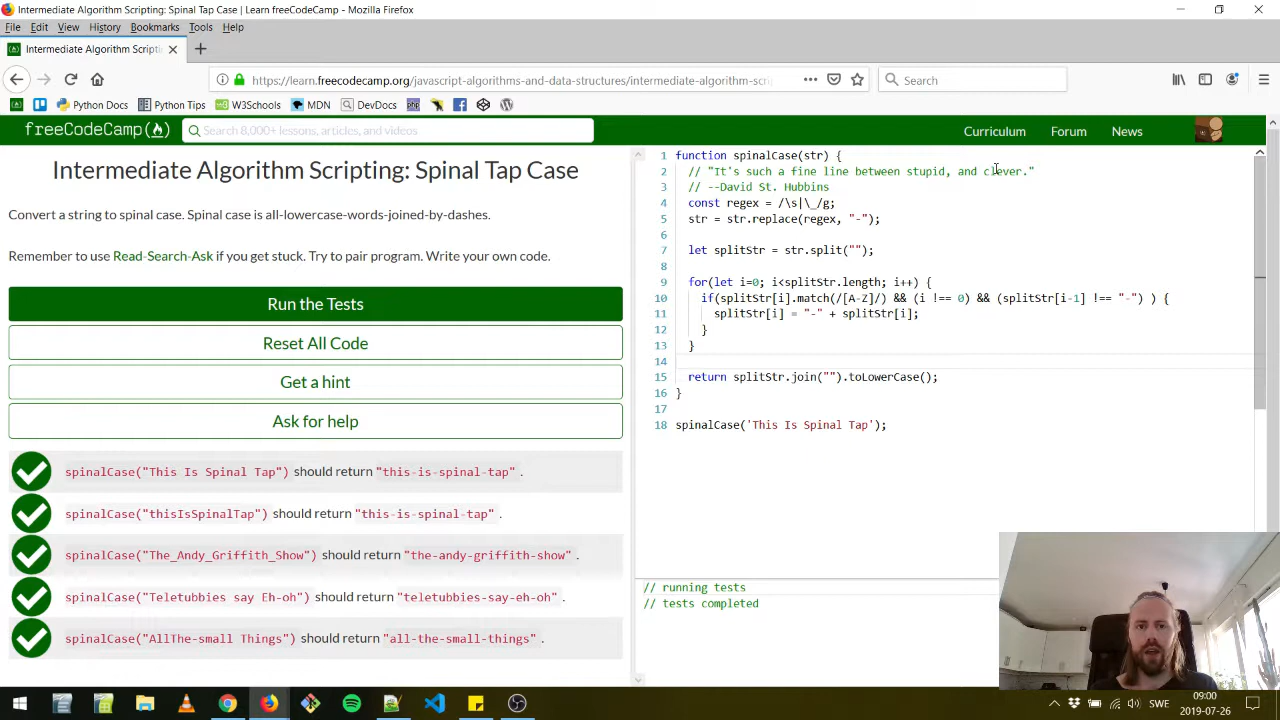 Intermediate Algorithm Scripting: Spinal Tap Case | Learn freeCodeCamp - Mozilla Firefox
File Edit View History Bookmarks Tools Help
Intermediate Algorithm Scripti
https://learn.freecodecamp.org/javascript-algorithms-and-data-structures/intermediate-algorithm-scri
Search
Python Docs Python Tips W3Schools MDN DevDocs
freeCodeCamp
Search 8,000+ lessons, articles, and videos
Curriculum Forum News
Intermediate Algorithm Scripting: Spinal Tap Case
Convert a string to spinal case. Spinal case is all-lowercase-words-joined-by-dashes.
Remember to use Read-Search-Ask if you get stuck. Try to pair program. Write your own code.
Run the Tests
Reset All Code
Get a hint
Ask for help
spinalCase("This Is Spinal Tap") should return "this-is-spinal-tap" .
spinalCase("thisIsSpinalTap") should return "this-is-spinal-tap" .
spinalCase("The_Andy_Griffith_Show") should return "the-andy-griffith-show" .
spinalCase("Teletubbies say Eh-oh") should return "teletubbies-say-eh-oh" .
spinalCase("AllThe-small Things") should return "all-the-small-things" .
1 function spinalCase(str) {
2 // "It's such a fine line between stupid, and clever."
3 // --David St. Hubbins
4 const regex = /\s|\_/g;
5 str = str.replace(regex, "-");
6
7 let splitStr = str.split("");
8
9 for(let i=0; i<splitStr.length; i++) {
10 if(splitStr[i].match(/[A-Z]/) && (i !== 0) && (splitStr[i-1] !== "-") ) {
11 splitStr[i] = "-" + splitStr[i];
12 }
13 }
14
15 return splitStr.join("").toLowerCase();
16 }
17
18 spinalCase('This Is Spinal Tap');
// running tests
// tests completed
SWE
09:00
2019-07-26